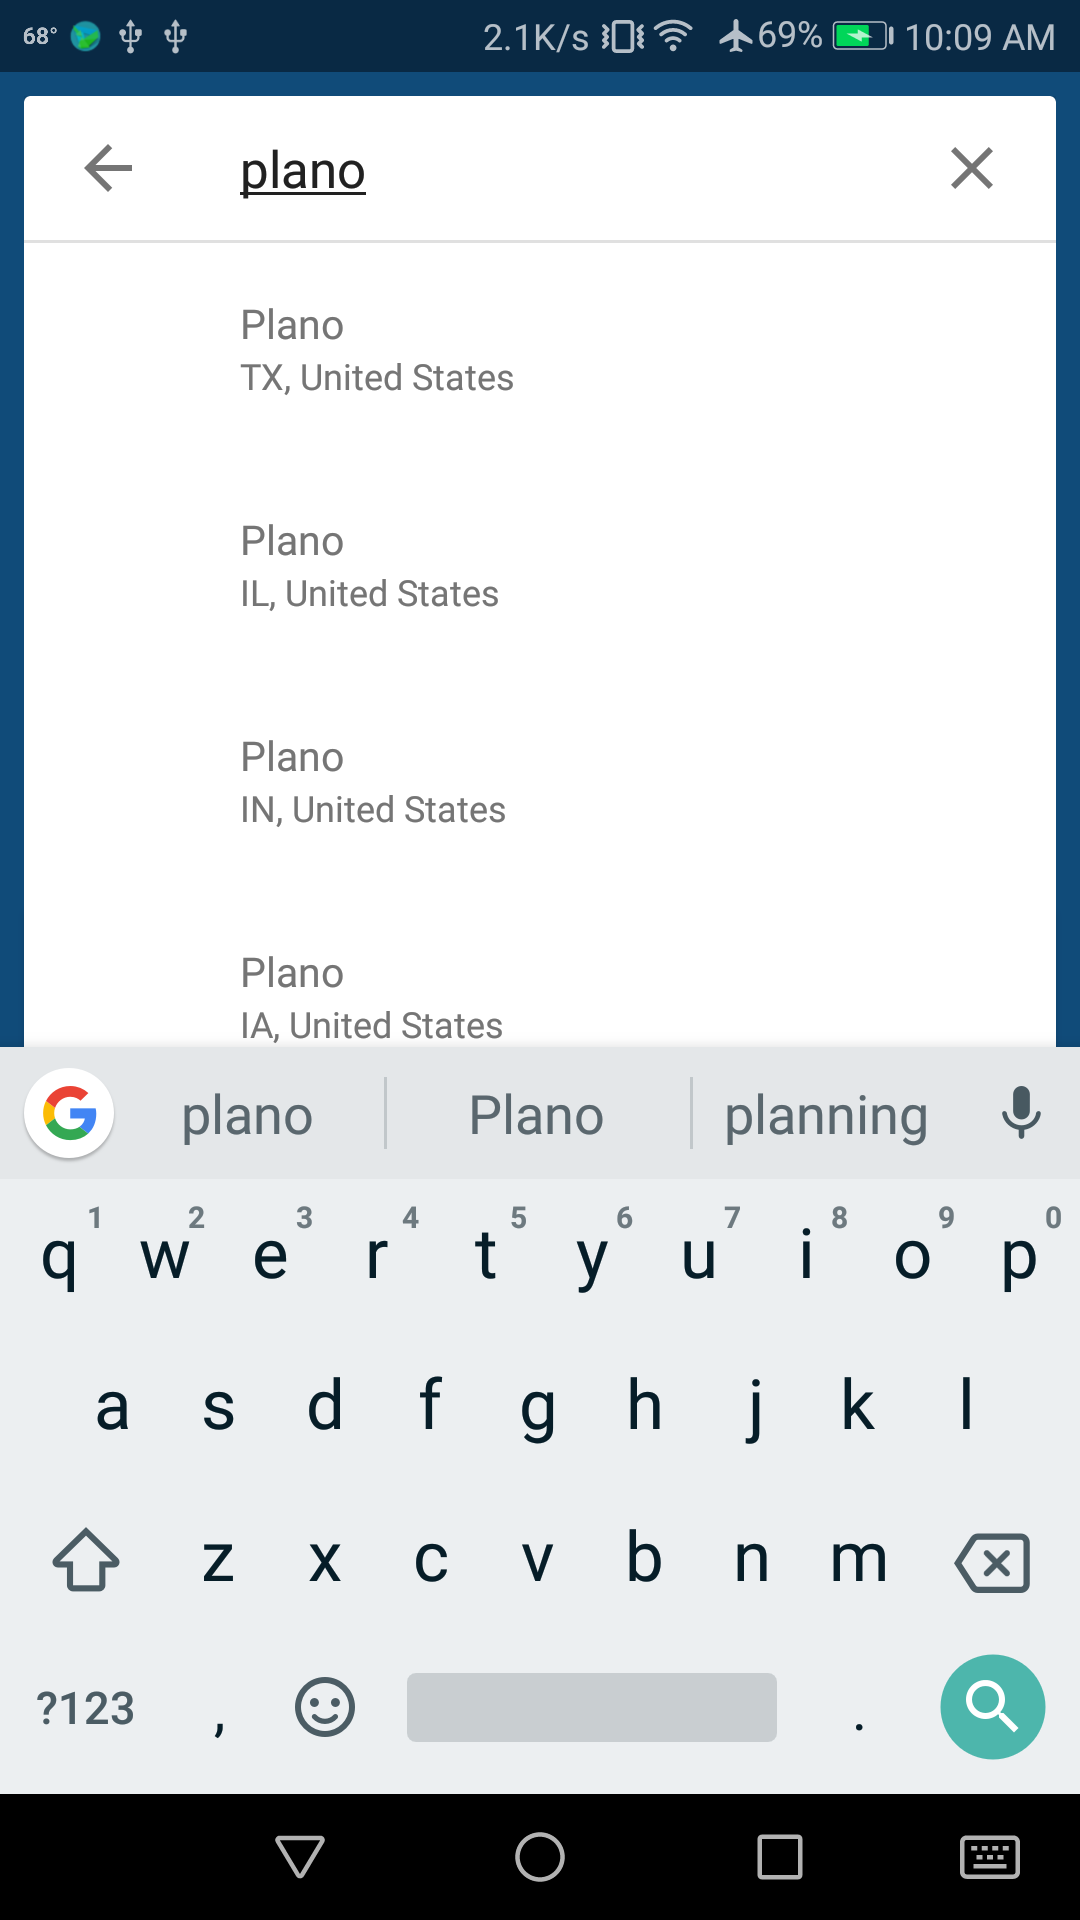 68° 2.1K/s 69% 10:09 AM
plano
Plano
TX, United States
Plano
IL, United States
Plano
IN, United States
Plano
IA, United States
plano Plano planning
1 2 3 4 5 6 7 8 9 0
q w e r t y u i o p
a s d f g h j k l
z x c v b n m
?123 , .